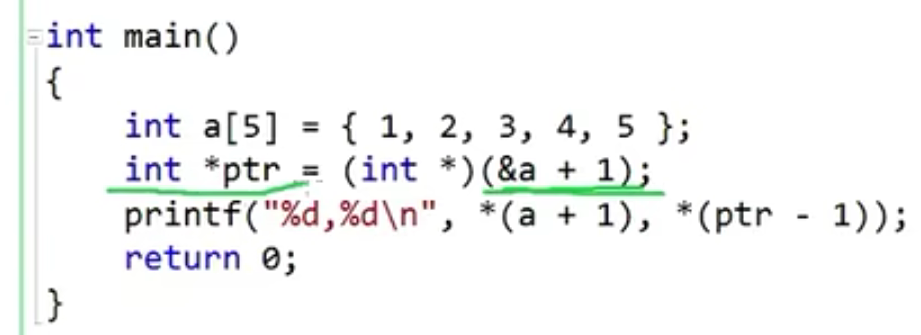 int main()
{
int a[5] = { 1, 2, 3, 4, 5 };
int *ptr = (int *)(&a + 1);
printf("%d,%d\n", *(a + 1), *(ptr - 1));
return 0;
}